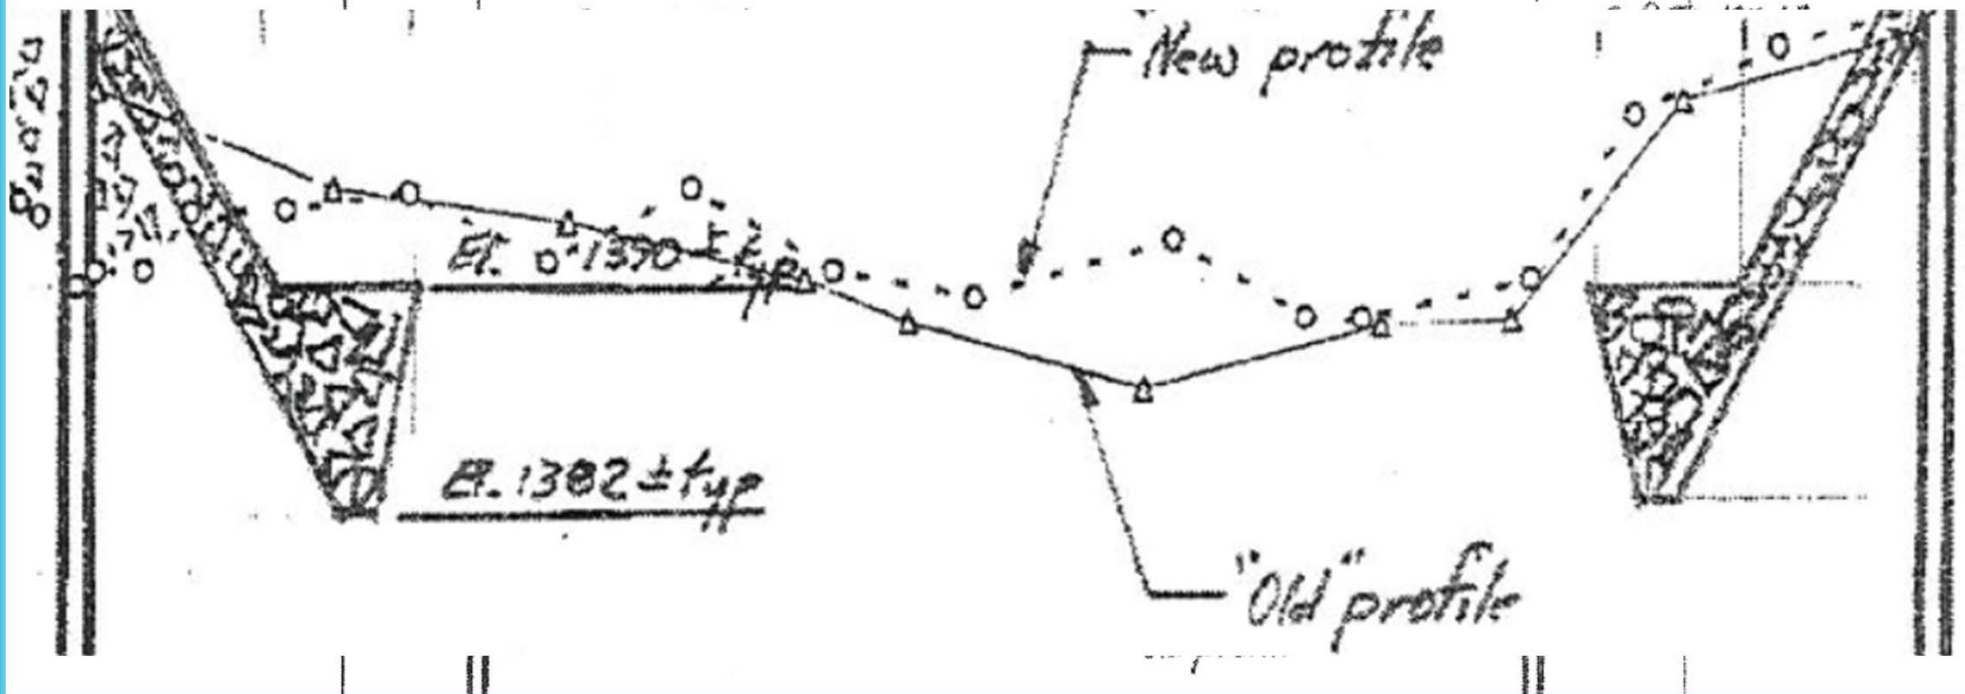 New profile
El. 1390 ± typ
El. 1382 ± typ
"Old" profile